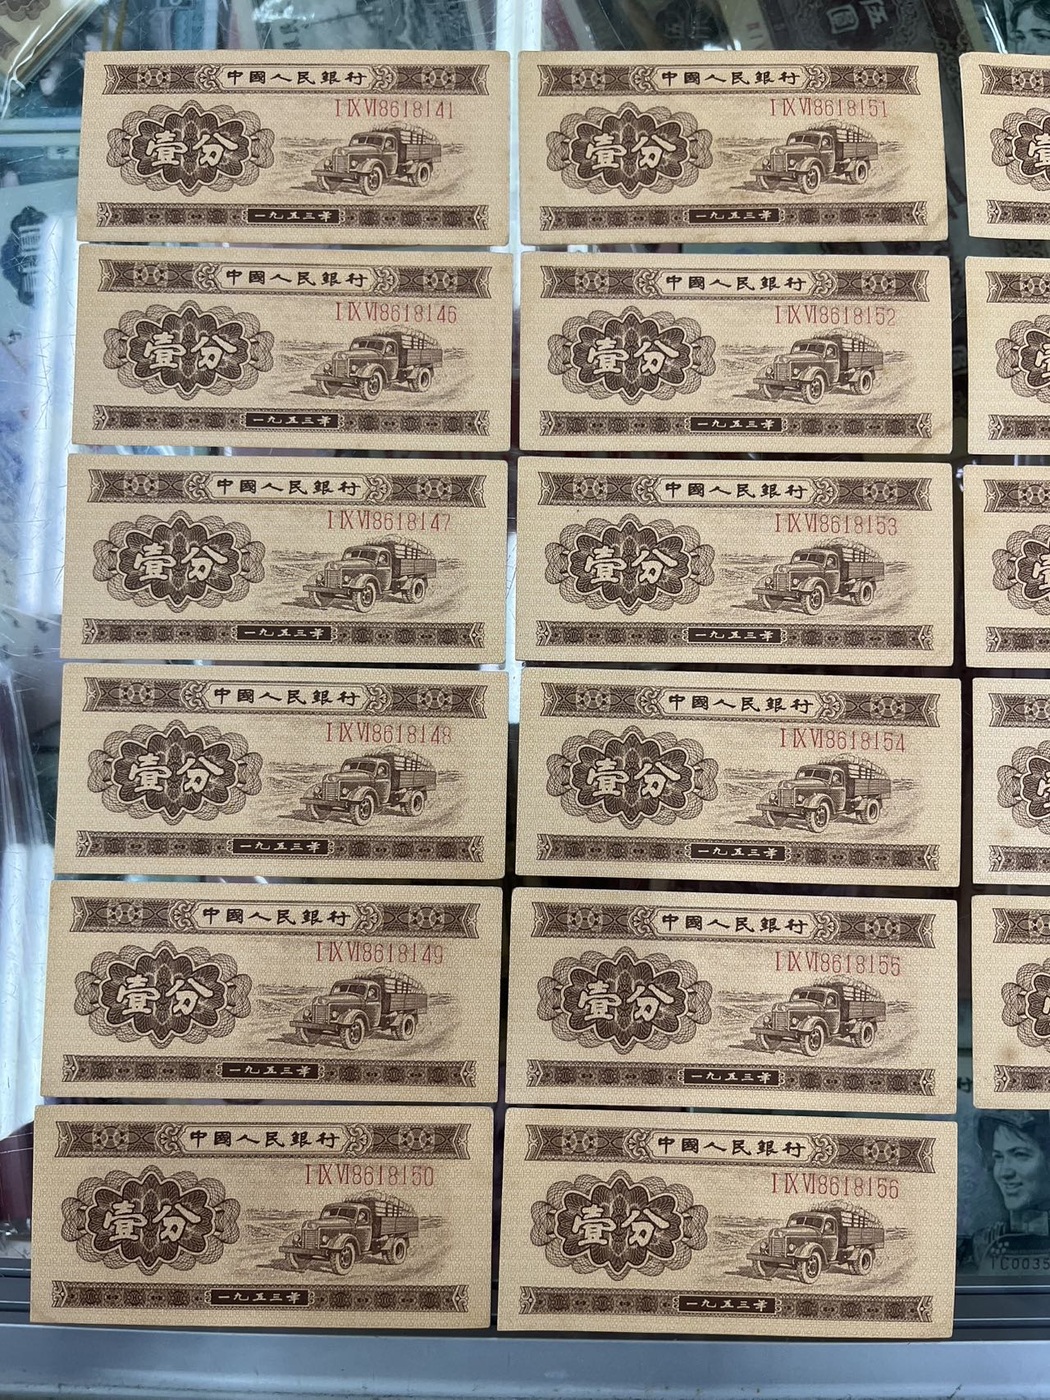 中國人民銀行
I IX VI 8618141
壹分
一九五三年
中國人民銀行
I IX VI 8618146
壹分
一九五三年
中國人民銀行
I IX VI 8618147
壹分
一九五三年
中國人民銀行
I IX VI 8618148
壹分
一九五三年
中國人民銀行
I IX VI 8618149
壹分
一九五三年
中國人民銀行
I IX VI 8618150
壹分
一九五三年
中國人民銀行
I IX VI 8618151
壹分
一九五三年
中國人民銀行
I IX VI 8618152
壹分
一九五三年
中國人民銀行
I IX VI 8618153
壹分
一九五三年
中國人民銀行
I IX VI 8618154
壹分
一九五三年
中國人民銀行
I IX VI 8618155
壹分
一九五三年
中國人民銀行
I IX VI 8618156
壹分
一九五三年
伍圆